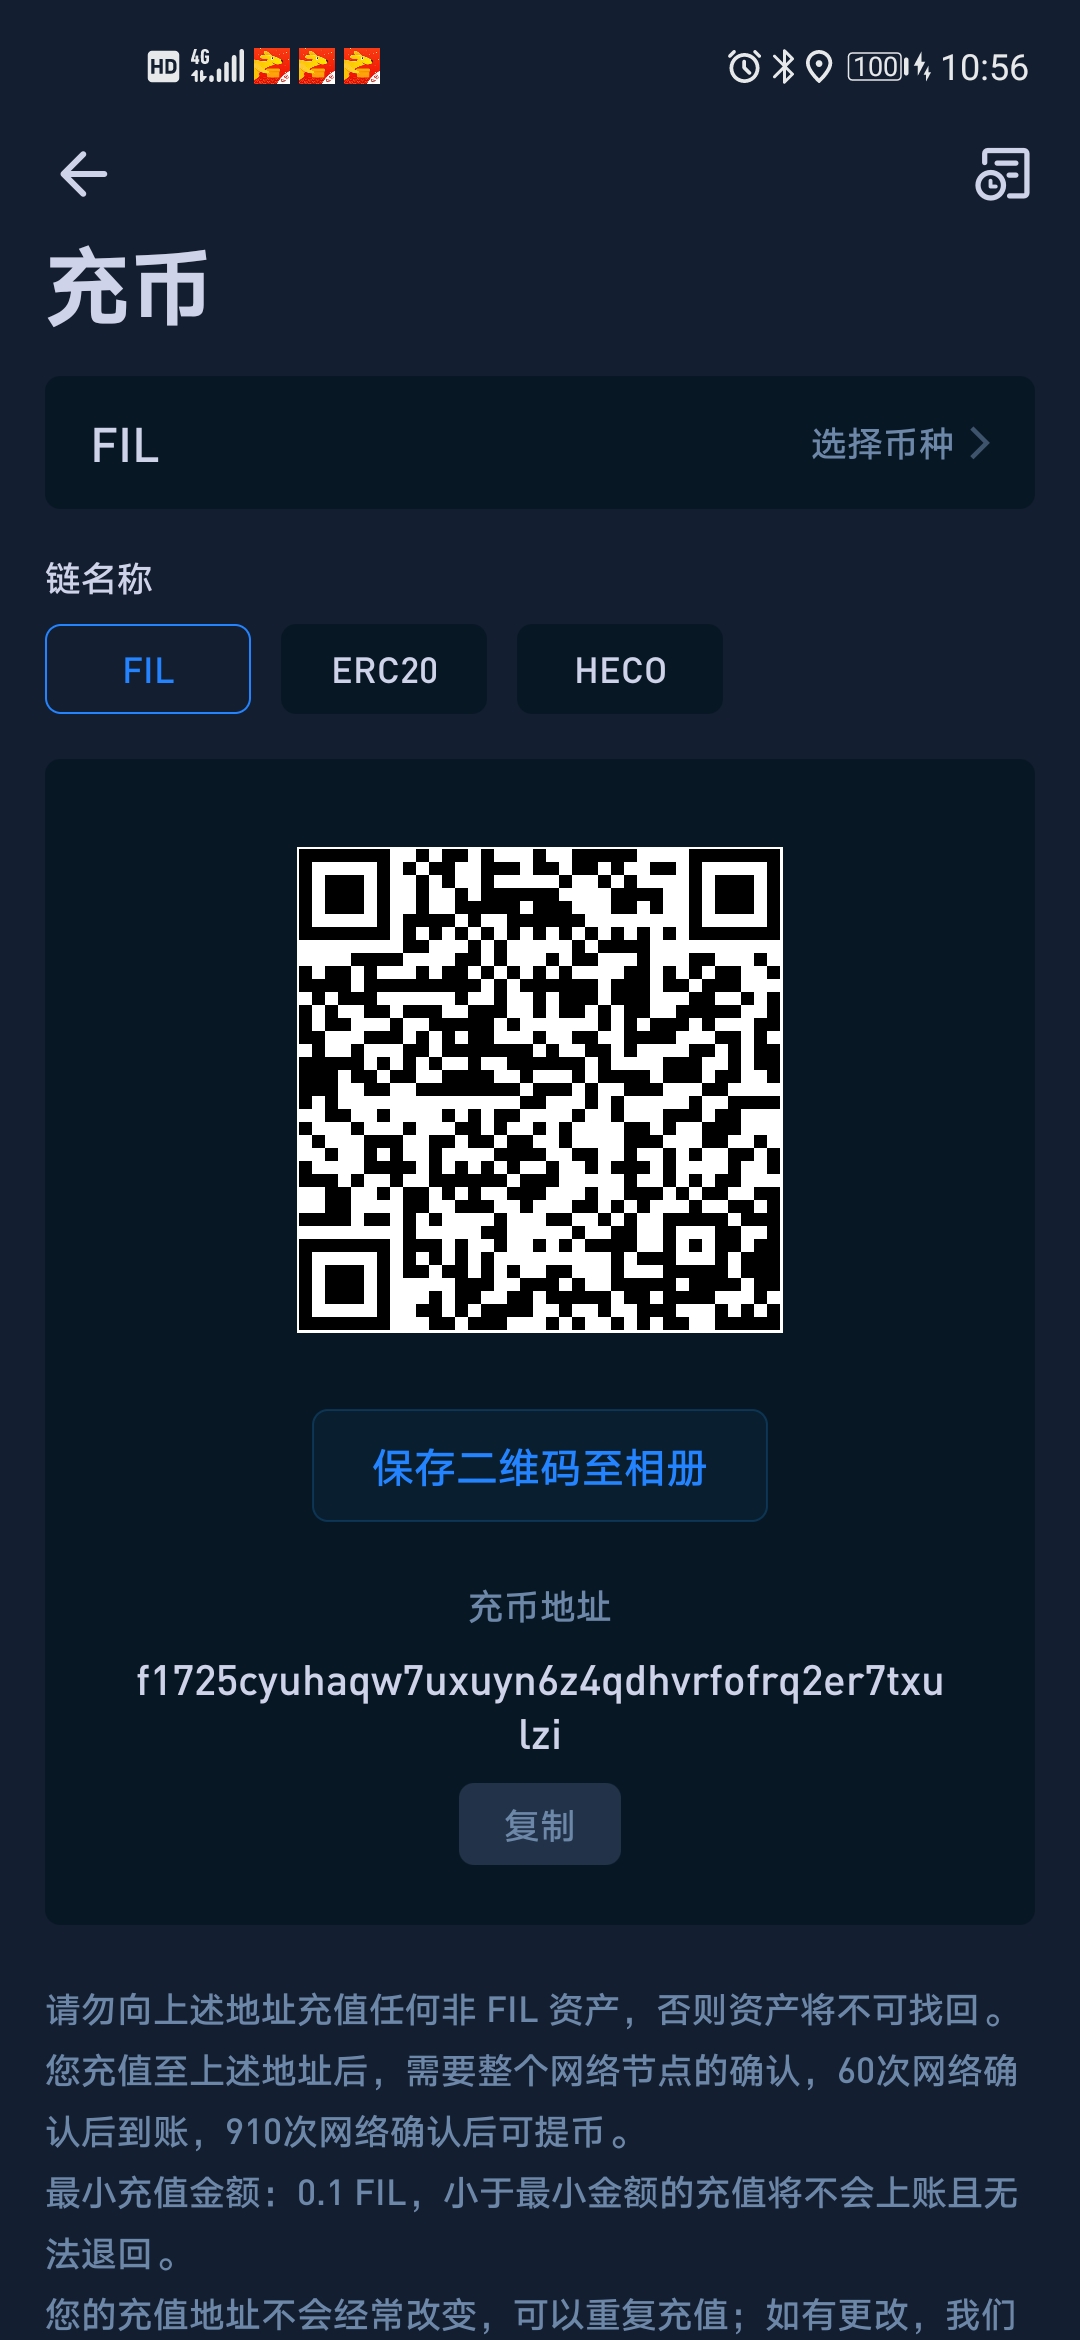 HD 4G 100 10:56
充币
FIL 选择币种
链名称
FIL ERC20 HECO
保存二维码至相册
充币地址
f1725cyuhaqw7uxuyn6z4qdhvrfofrq2er7txu
lzi
复制
请勿向上述地址充值任何非 FIL 资产，否则资产将不可找回。
您充值至上述地址后，需要整个网络节点的确认，60次网络确
认后到账，910次网络确认后可提币。
最小充值金额：0.1 FIL，小于最小金额的充值将不会上账且无
法退回。
您的充值地址不会经常改变，可以重复充值；如有更改，我们